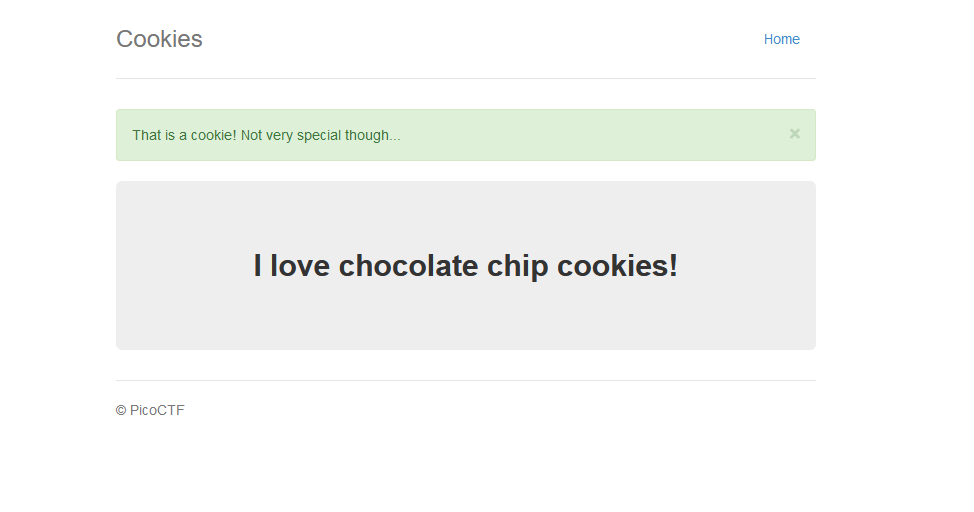 Cookies
Home
That is a cookie! Not very special though...
×
I love chocolate chip cookies!
© PicoCTF